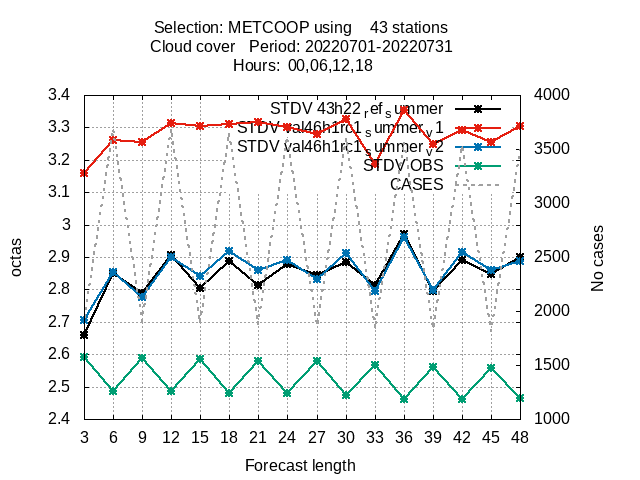 Selection: METCOOP using 43 stations
Cloud cover Period: 20220701-20220731
Hours: 00,06,12,18
STDV 43h22_ref_summer
STDV val46h1rc1_summer_v1
STDV val46h1rc1_summer_v2
STDV OBS
CASES
3.4
3.3
3.2
3.1
3
2.9
2.8
2.7
2.6
2.5
2.4
4000
3500
3000
2500
2000
1500
1000
octas
No cases
3 6 9 12 15 18 21 24 27 30 33 36 39 42 45 48
Forecast length